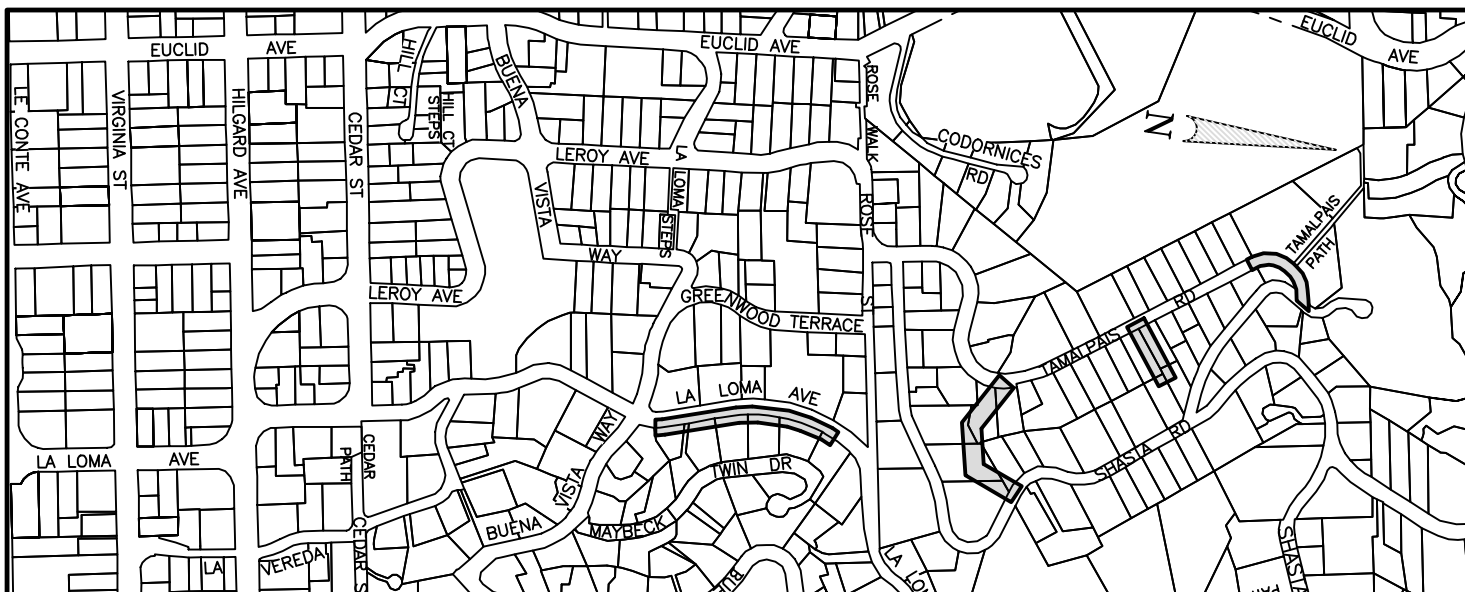 EUCLID AVE
EUCLID AVE
EUCLID AVE
HILL CT
HILL CT
STEPS
BUENA
ROSE WALK
LE CONTE AVE
VIRGINIA ST
HILGARD AVE
CEDAR ST
CODORNICES
RD
N
LEROY AVE
LA LOMA STEPS
VISTA
WAY
ROSE ST
TAMALPAIS
PATH
LEROY AVE
GREENWOOD TERRACE
TAMALPAIS RD
LA LOMA AVE
WAY
VISTA
BUENA
LA LOMA AVE
CEDAR
PATH
TWIN DR
MAYBECK
SHASTA RD
CEDAR S
LA VEREDA
LA LO
SHASTA